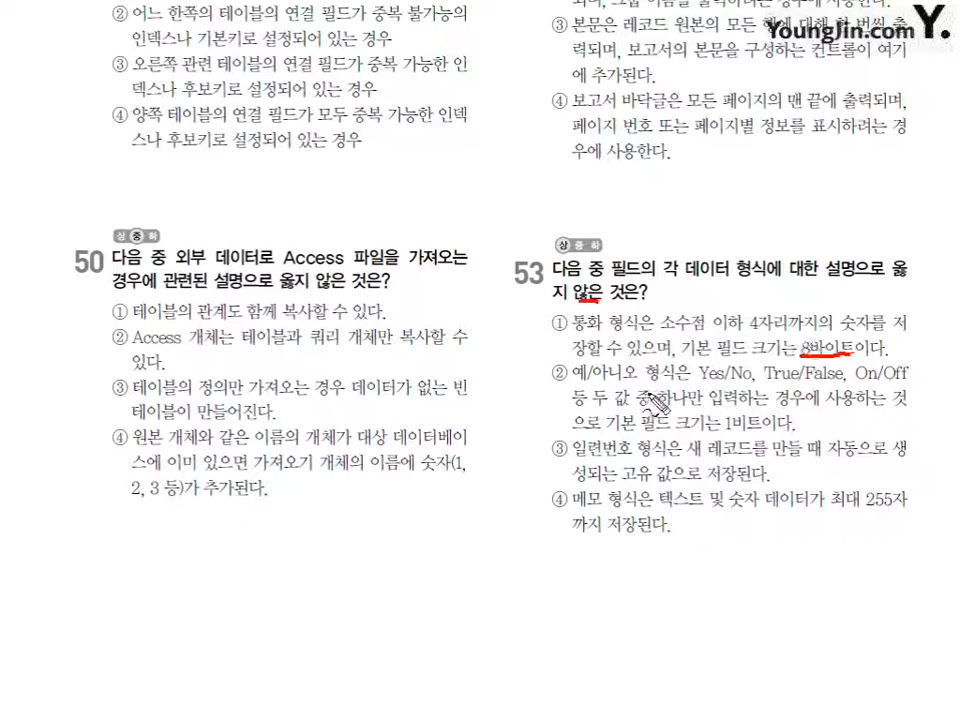 ② 어느 한쪽의 테이블의 연결 필드가 중복 불가능의
인덱스나 기본키로 설정되어 있는 경우
③ 오른쪽 관련 테이블의 연결 필드가 중복 가능한 인
덱스나 후보키로 설정되어 있는 경우
④ 양쪽 테이블의 연결 필드가 모두 중복 가능한 인덱
스나 후보키로 설정되어 있는 경우
상 중 하
50 다음 중 외부 데이터로 Access 파일을 가져오는
경우에 관련된 설명으로 옳지 않은 것은?
① 테이블의 관계도 함께 복사할 수 있다.
② Access 개체는 테이블과 쿼리 개체만 복사할 수
있다.
③ 테이블의 정의만 가져오는 경우 데이터가 없는 빈
테이블이 만들어진다.
④ 원본 개체와 같은 이름의 개체가 대상 데이터베이
스에 이미 있으면 가져오기 개체의 이름에 숫자(1,
2, 3 등)가 추가된다.
YoungJin.com Y.
③ 본문은 레코드 원본의 모든 행에 대해 한 번씩 출
력되며, 보고서의 본문을 구성하는 컨트롤이 여기
에 추가된다.
④ 보고서 바닥글은 모든 페이지의 맨 끝에 출력되며,
페이지 번호 또는 페이지별 정보를 표시하려는 경
우에 사용한다.
상 중 하
53 다음 중 필드의 각 데이터 형식에 대한 설명으로 옳
지 않은 것은?
① 통화 형식은 소수점 이하 4자리까지의 숫자를 저
장할 수 있으며, 기본 필드 크기는 8바이트이다.
② 예/아니오 형식은 Yes/No, True/False, On/Off
등 두 값 중 하나만 입력하는 경우에 사용하는 것
으로 기본 필드 크기는 1비트이다.
③ 일련번호 형식은 새 레코드를 만들 때 자동으로 생
성되는 고유 값으로 저장된다.
④ 메모 형식은 텍스트 및 숫자 데이터가 최대 255자
까지 저장된다.